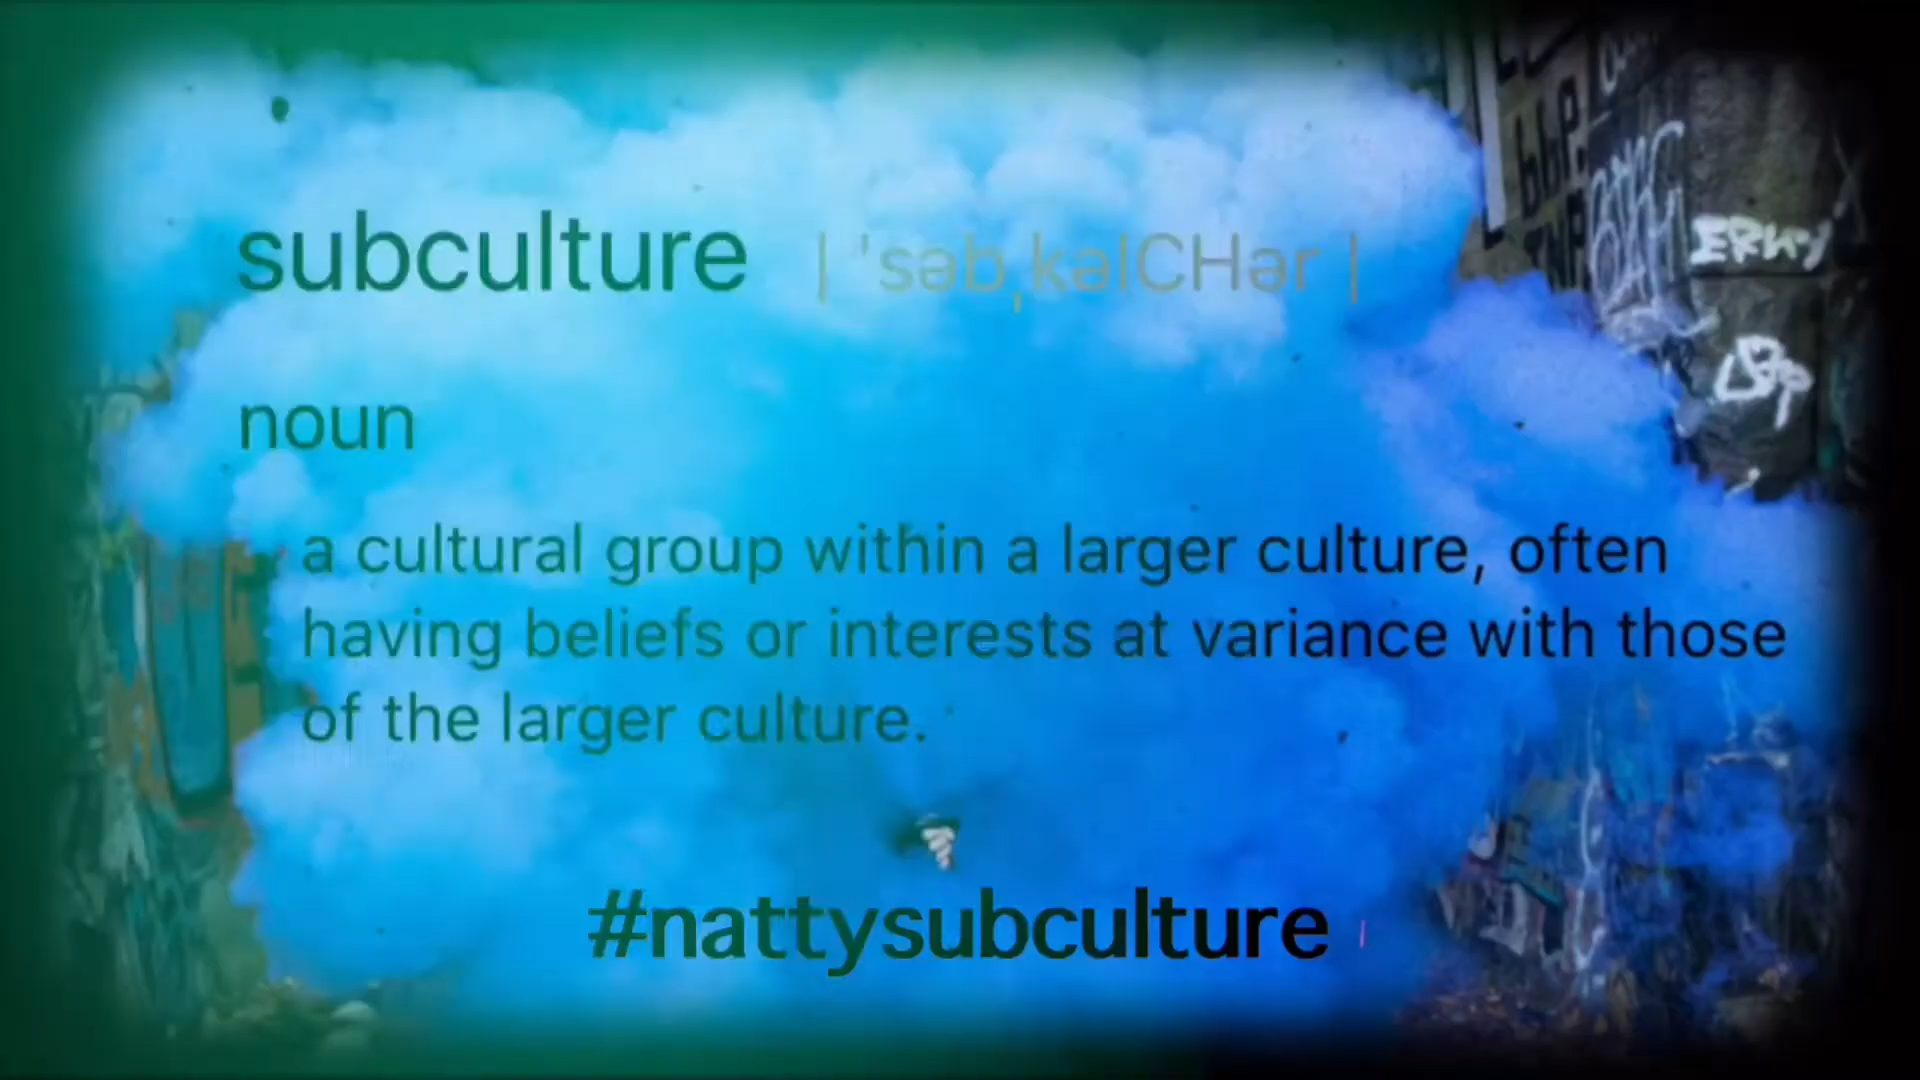 subculture | ˈsəbˌkəlCHər |
noun
a cultural group within a larger culture, often
having beliefs or interests at variance with those
of the larger culture.
#nattysubculture
ERWY